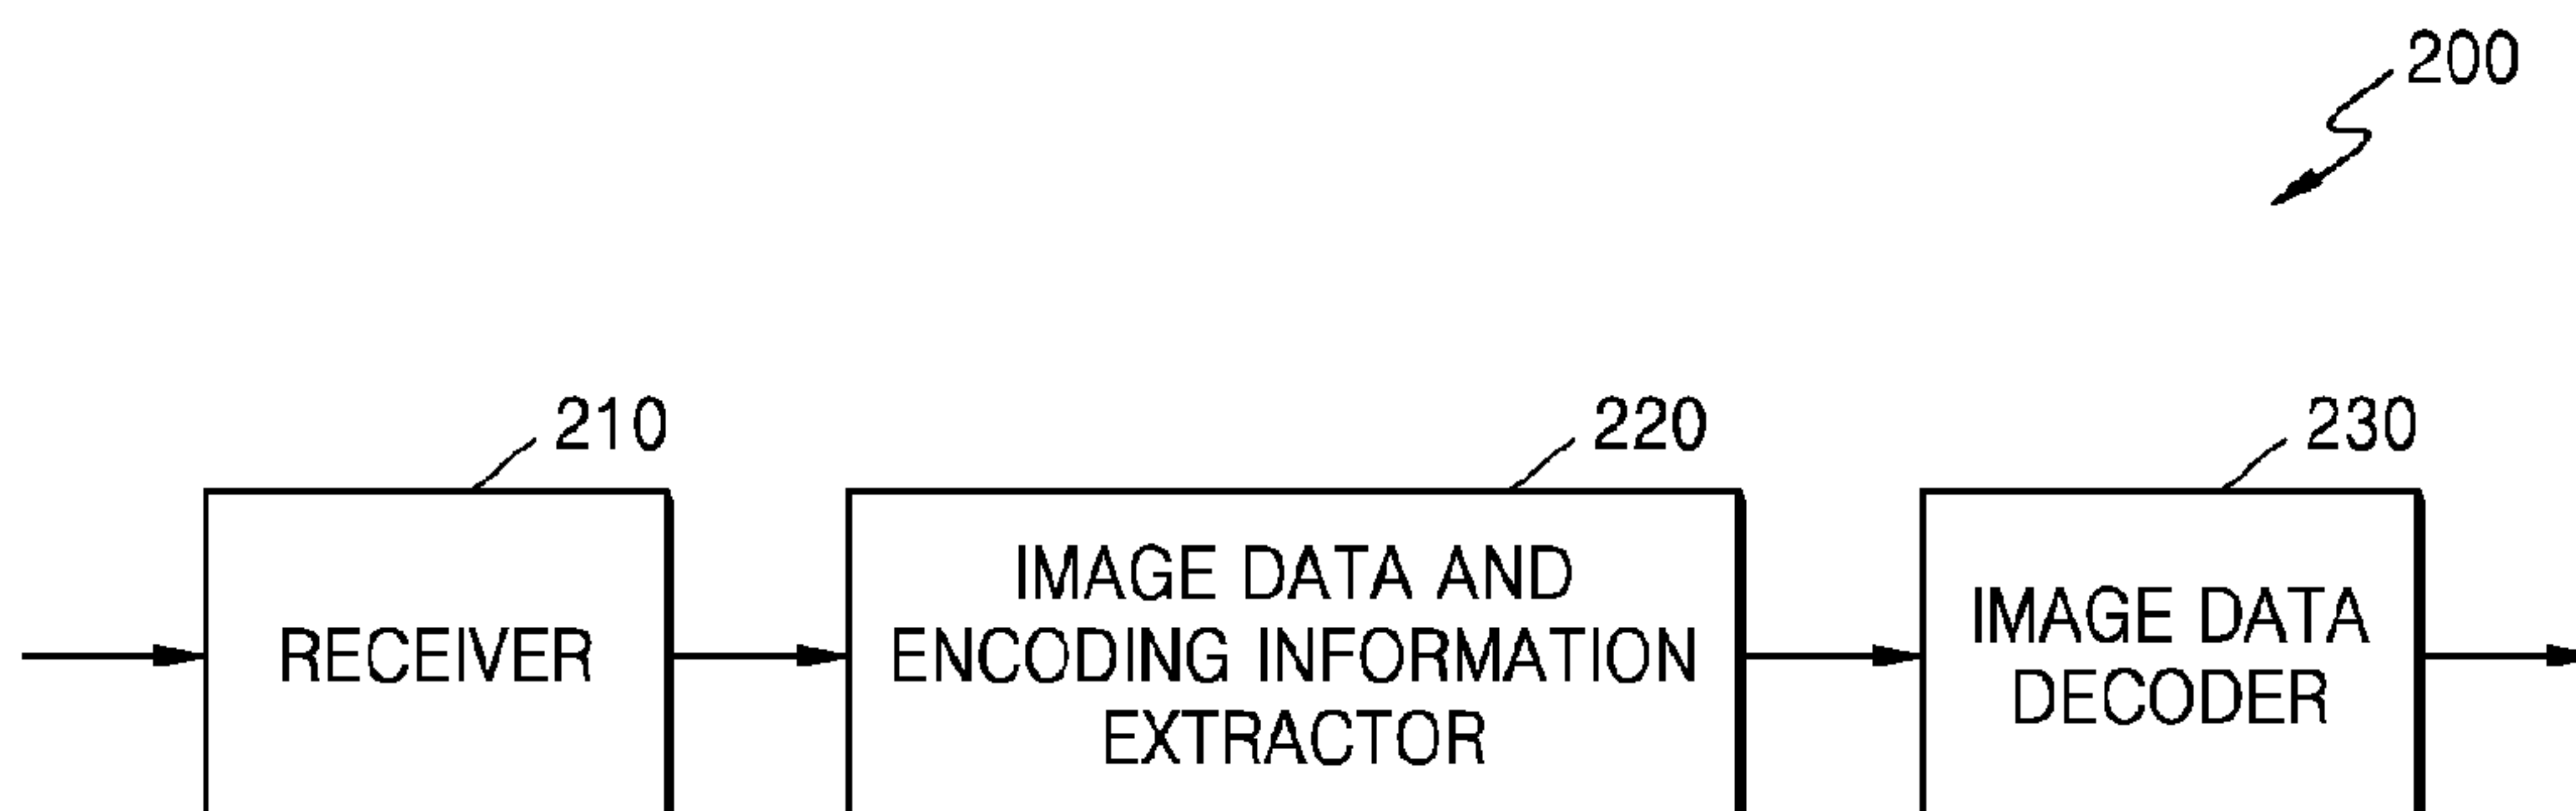 200
210
220
230
RECEIVER
IMAGE DATA AND
ENCODING INFORMATION
EXTRACTOR
IMAGE DATA
DECODER